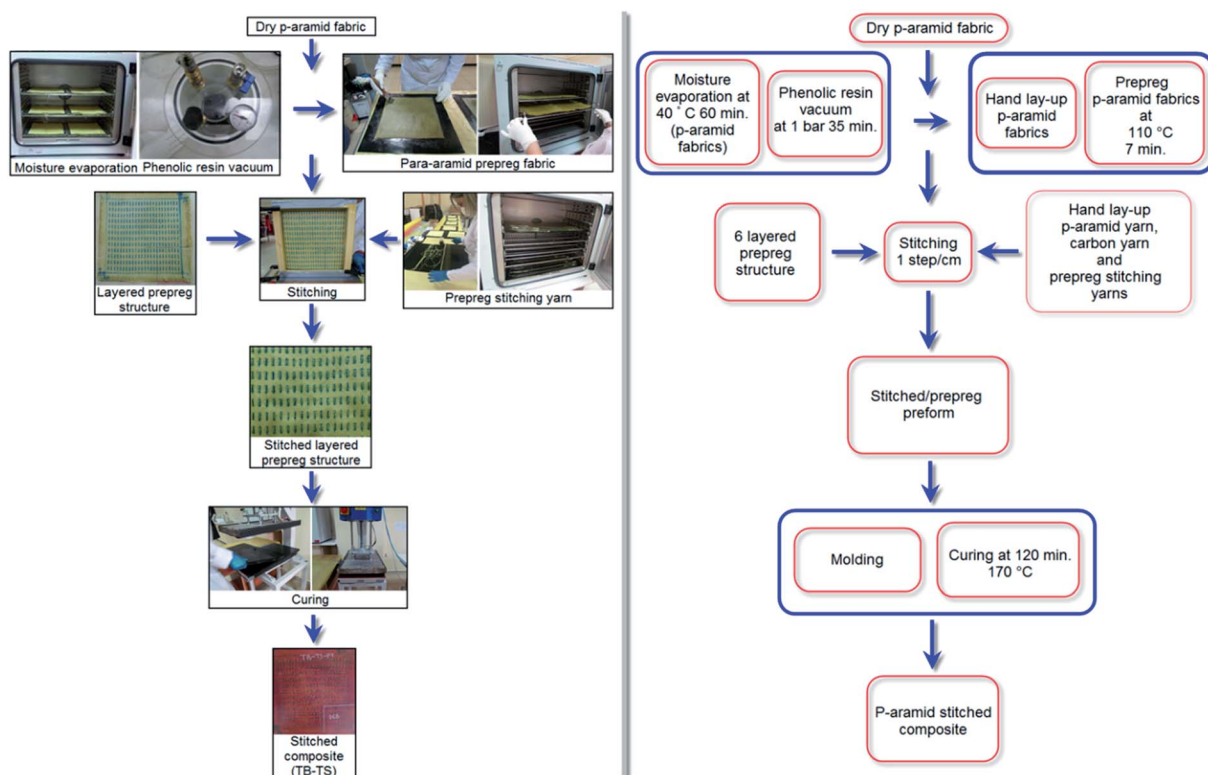 Dry p-aramid fabric
Moisture evaporation
Phenolic resin vacuum
Para-aramid prepreg fabric
Layered prepreg
structure
Stitching
Prepreg stitching yarn
Stitched layered
prepreg structure
Curing
Stitched
composite
(TB-TS)
Dry p-aramid fabric
Moisture
evaporation at
40 ˚ C 60 min.
(p-aramid
fabrics)
Phenolic resin
vacuum
at 1 bar 35 min.
Hand lay-up
p-aramid
fabrics
Prepreg
p-aramid fabrics
at
110 °C
7 min.
6 layered
prepreg
structure
Stitching
1 step/cm
Hand lay-up
p-aramid yarn,
carbon yarn
and
prepreg stitching
yarns
Stitched/prepreg
preform
Molding
Curing at 120 min.
170 °C
P-aramid stitched
composite